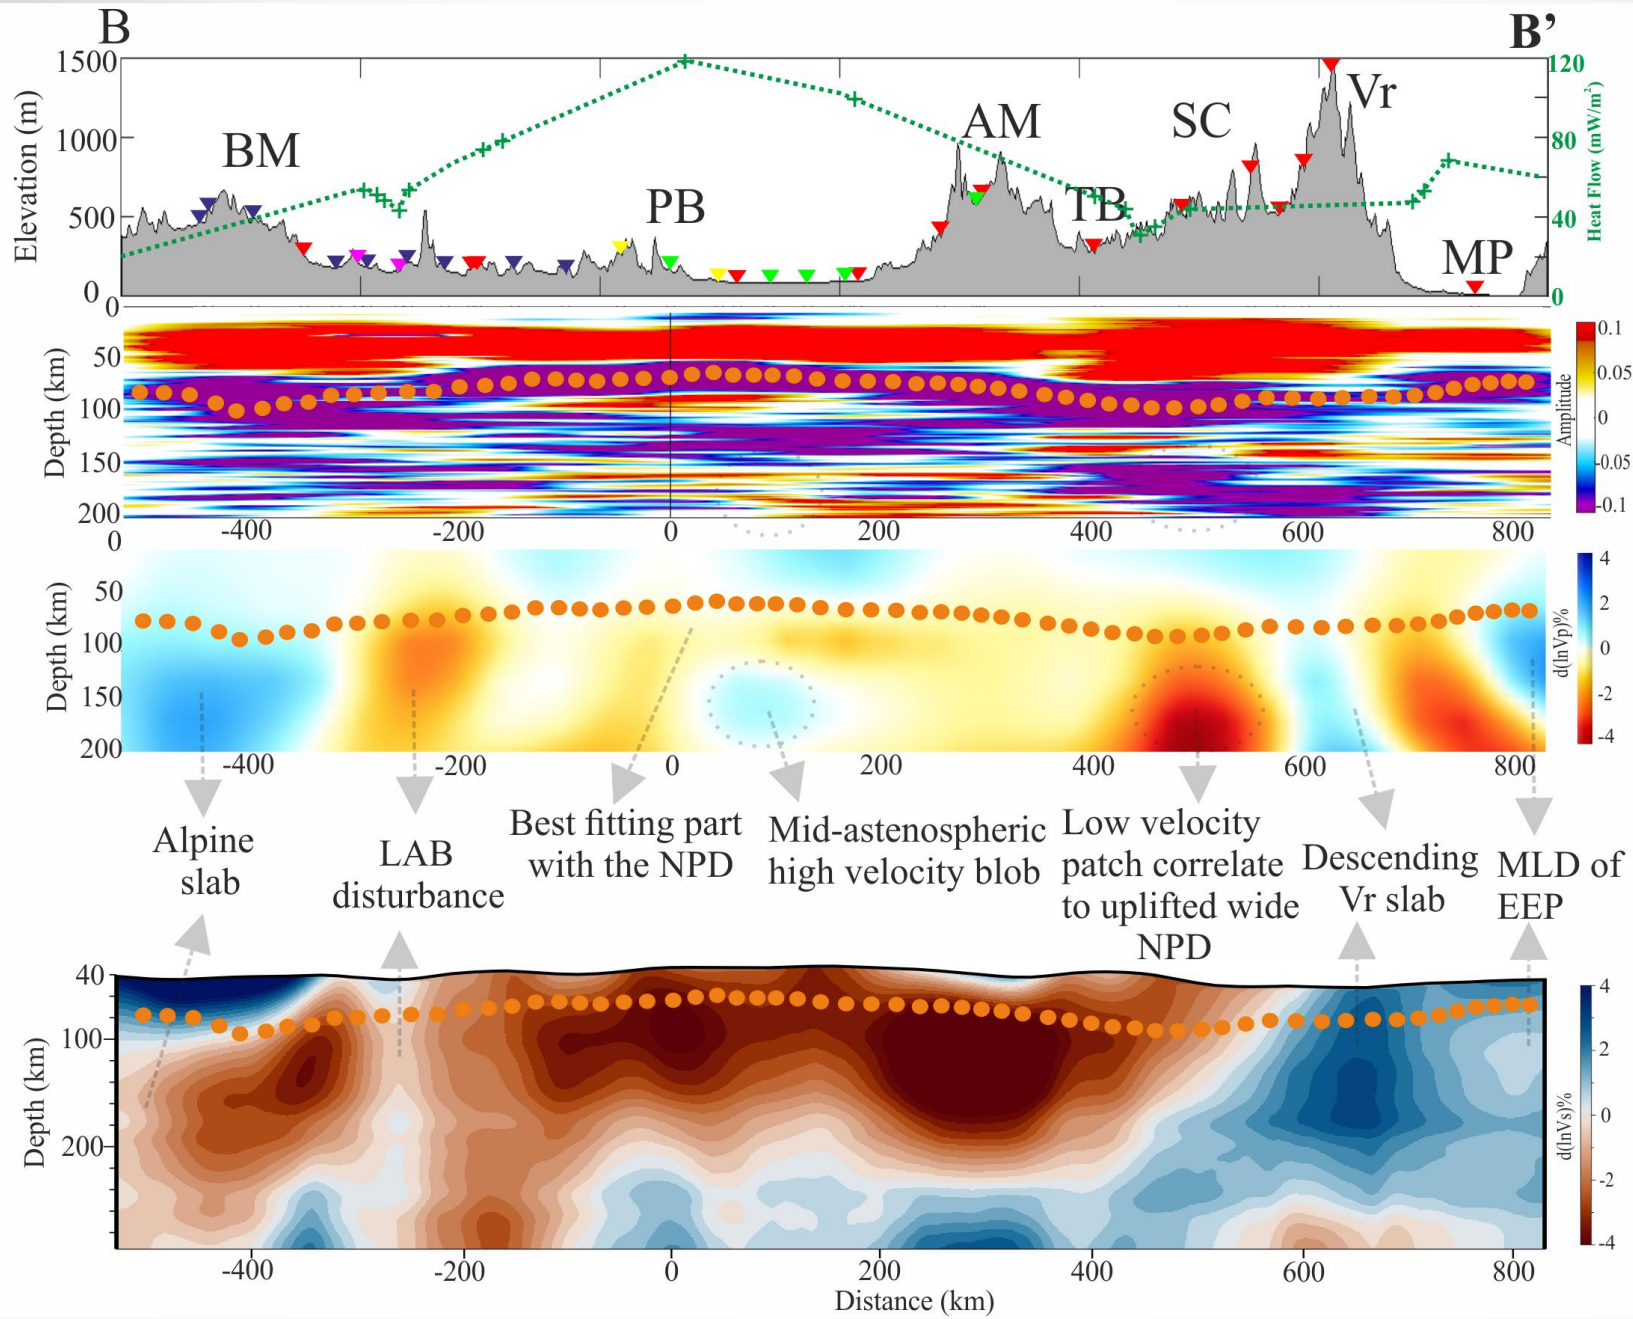 B
B’
1500
1000
500
0
Elevation (m)
BM
PB
AM
TB
SC
Vr
MP
120
80
40
0
Heat Flow (mW/m²)
0
50
100
150
200
Depth (km)
-400
-200
0
200
400
600
800
0.1
0.05
0
-0.05
-0.1
Amplitude
0
50
100
150
200
Depth (km)
-400
-200
0
200
400
600
800
4
2
0
-2
-4
d(lnVp)%
Alpine
slab
LAB
disturbance
Best fitting part
with the NPD
Mid-astenospheric
high velocity blob
Low velocity
patch correlate
to uplifted wide
NPD
Descending
Vr slab
MLD of
EEP
40
100
200
Depth (km)
-400
-200
0
200
400
600
800
Distance (km)
4
2
0
-2
-4
d(lnVs)%